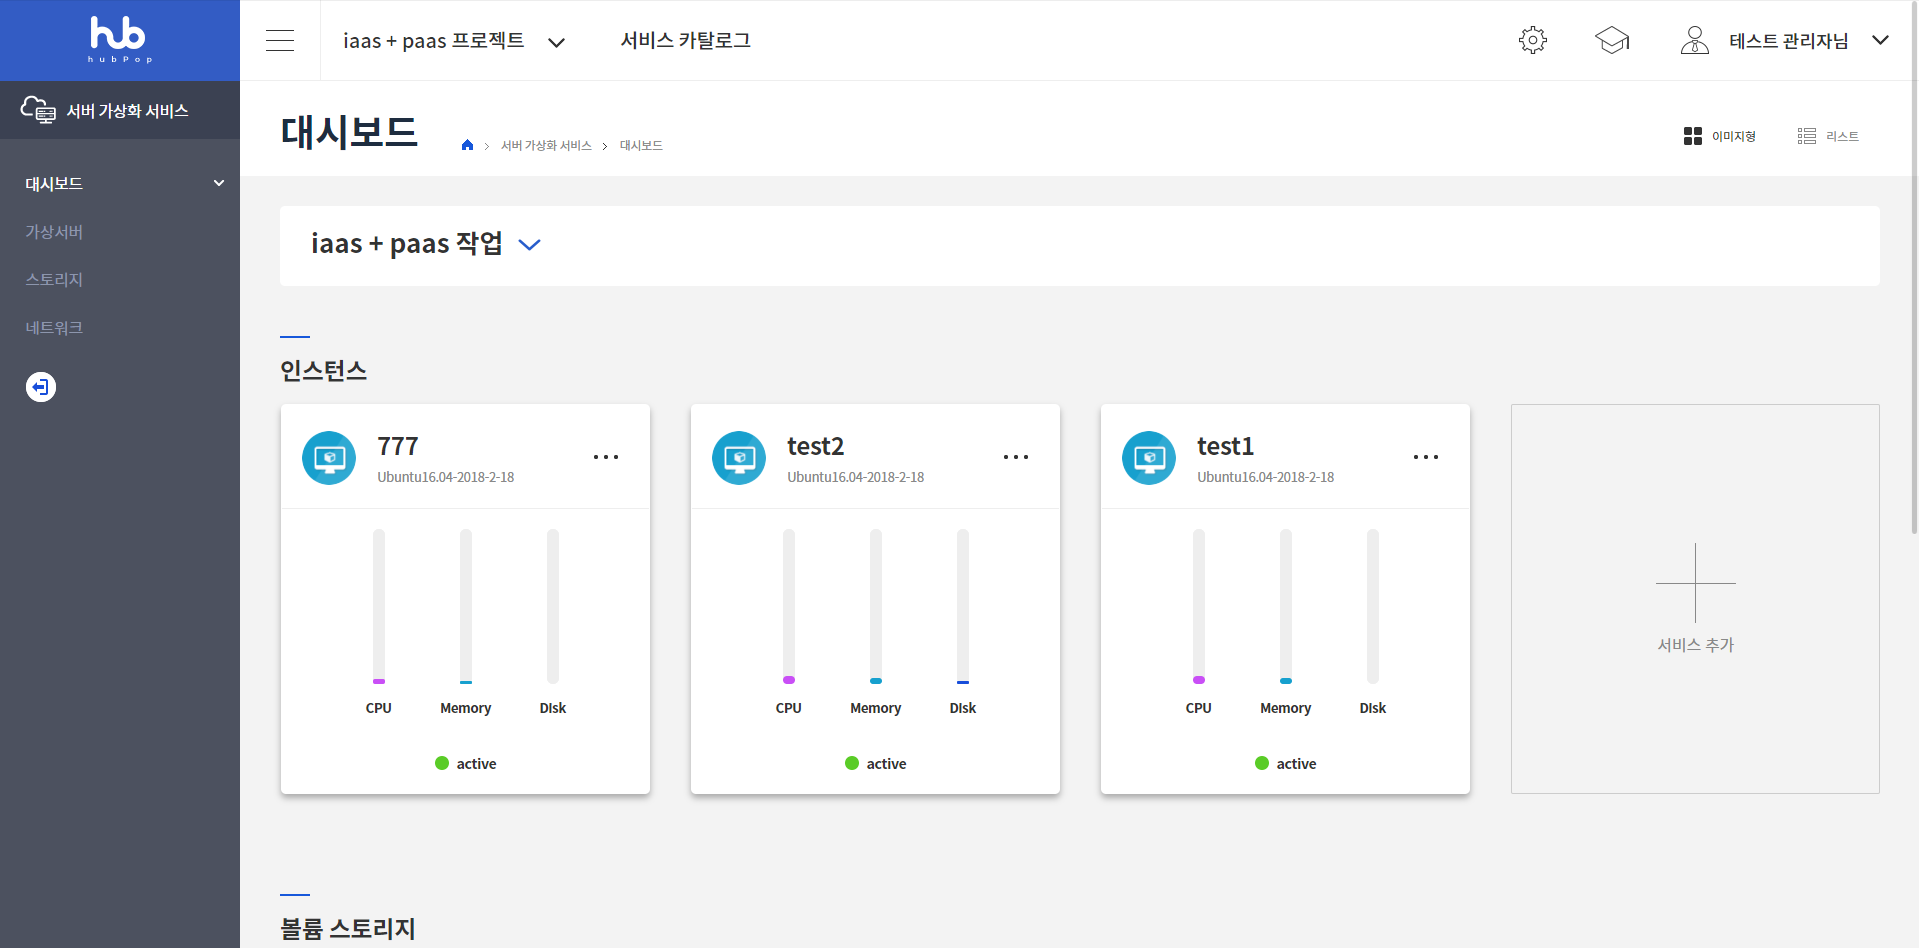 hub
hubPop
iaas + paas 프로젝트
서비스 카탈로그
테스트 관리자님
서버 가상화 서비스
대시보드
가상서버
스토리지
네트워크
대시보드
서버 가상화 서비스
대시보드
이미지형
리스트
iaas + paas 작업
인스턴스
777
Ubuntu16.04-2018-2-18
CPU
Memory
Disk
active
test2
Ubuntu16.04-2018-2-18
CPU
Memory
Disk
active
test1
Ubuntu16.04-2018-2-18
CPU
Memory
Disk
active
서비스 추가
볼륨 스토리지